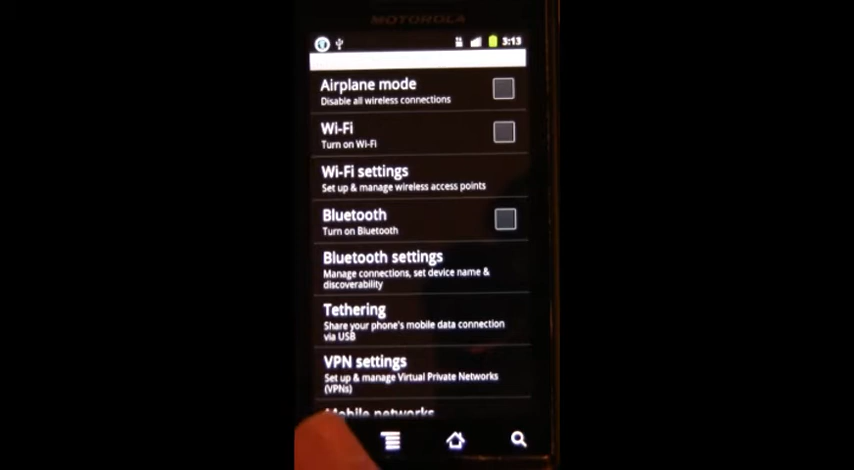 MOTOROLA
3:13
Airplane mode
Disable all wireless connections
Wi-Fi
Turn on Wi-Fi
Wi-Fi settings
Set up & manage wireless access points
Bluetooth
Turn on Bluetooth
Bluetooth settings
Manage connections, set device name &
discoverability
Tethering
Share your phone's mobile data connection
via USB
VPN settings
Set up & manage Virtual Private Networks
(VPNs)
Mobile networks